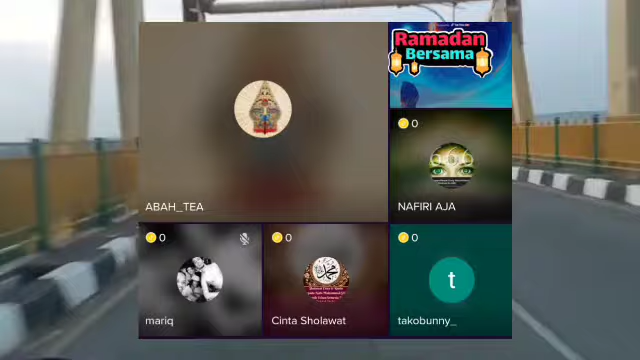 Ramadan
Bersama
ABAH_TEA
0
NAFIRI AJA
0
mariq
0
Cinta Sholawat
0
t
takobunny_